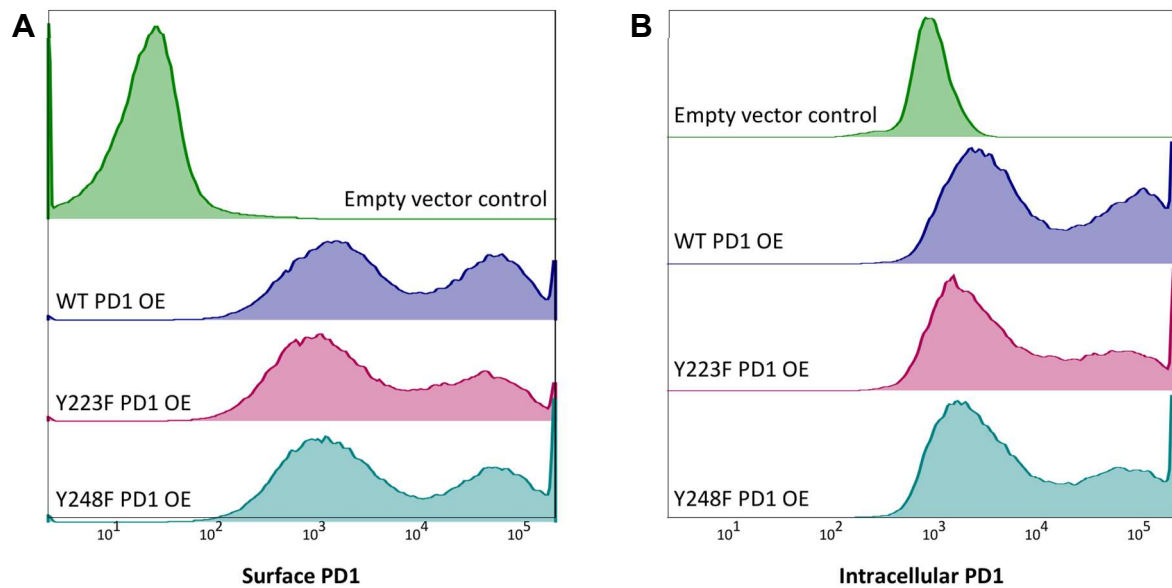 A
Empty vector control
WT PD1 OE
Y223F PD1 OE
Y248F PD1 OE
10¹ 10² 10³ 10⁴ 10⁵
Surface PD1
B
Empty vector control
WT PD1 OE
Y223F PD1 OE
Y248F PD1 OE
10¹ 10² 10³ 10⁴ 10⁵
Intracellular PD1